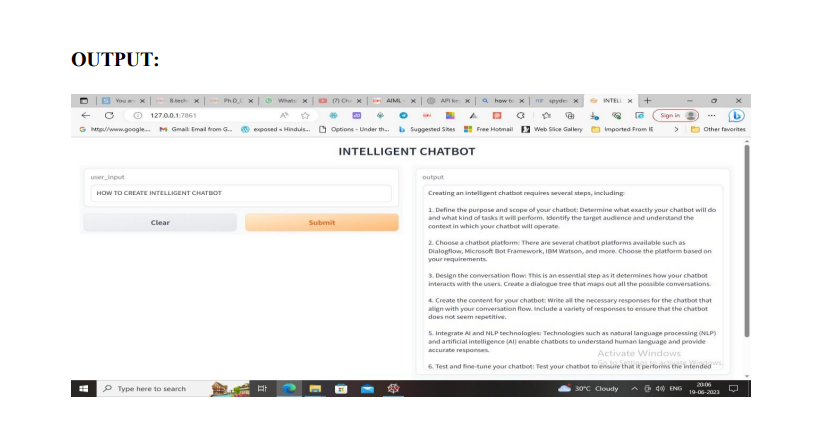 OUTPUT:
You ar
B.tech
Ph.D_
Whats
(7) Ch
AIML -
API ke
how to
spyder
INTELL
127.0.0.1:7861
Sign in
http://www.google....
Gmail: Email from G...
exposed » Hinduis...
Options - Under th...
Suggested Sites
Free Hotmail
Web Slice Gallery
Imported From IE
Other favorites
INTELLIGENT CHATBOT
user_input
HOW TO CREATE INTELLIGENT CHATBOT
Clear
Submit
output
Creating an intelligent chatbot requires several steps, including:
1. Define the purpose and scope of your chatbot: Determine what exactly your chatbot will do
and what kind of tasks it will perform. Identify the target audience and understand the
context in which your chatbot will operate.
2. Choose a chatbot platform: There are several chatbot platforms available such as
Dialogflow, Microsoft Bot Framework, IBM Watson, and more. Choose the platform based on
your requirements.
3. Design the conversation flow: This is an essential step as it determines how your chatbot
interacts with the users. Create a dialogue tree that maps out all the possible conversations.
4. Create the content for your chatbot: Write all the necessary responses for the chatbot that
align with your conversation flow. Include a variety of responses to ensure that the chatbot
does not seem repetitive.
5. Integrate AI and NLP technologies: Technologies such as natural language processing (NLP)
and artificial intelligence (AI) enable chatbots to understand human language and provide
accurate responses.
Activate Windows
Go to Settings to activate Windows.
6. Test and fine-tune your chatbot: Test your chatbot to ensure that it performs the intended
Type here to search
30°C Cloudy
ENG
20:06
19-06-2023